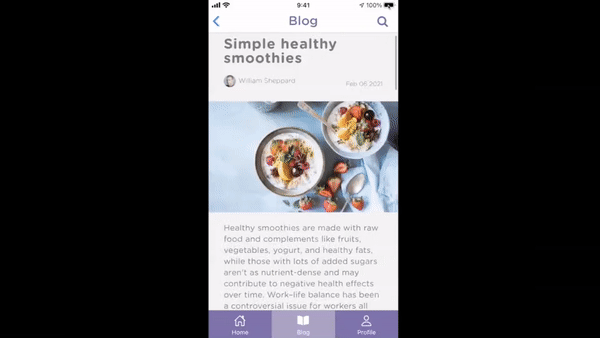 9:41
100%
Blog
Simple healthy
smoothies
William Sheppard
Feb 06 2021
Healthy smoothies are made with raw
food and complements like fruits,
vegetables, yogurt, and healthy fats,
while those with lots of added sugars
aren't as nutrient-dense and may
contribute to negative health effects
over time. Work-life balance has been
a controversial issue for workers all
Home
Blog
Profile